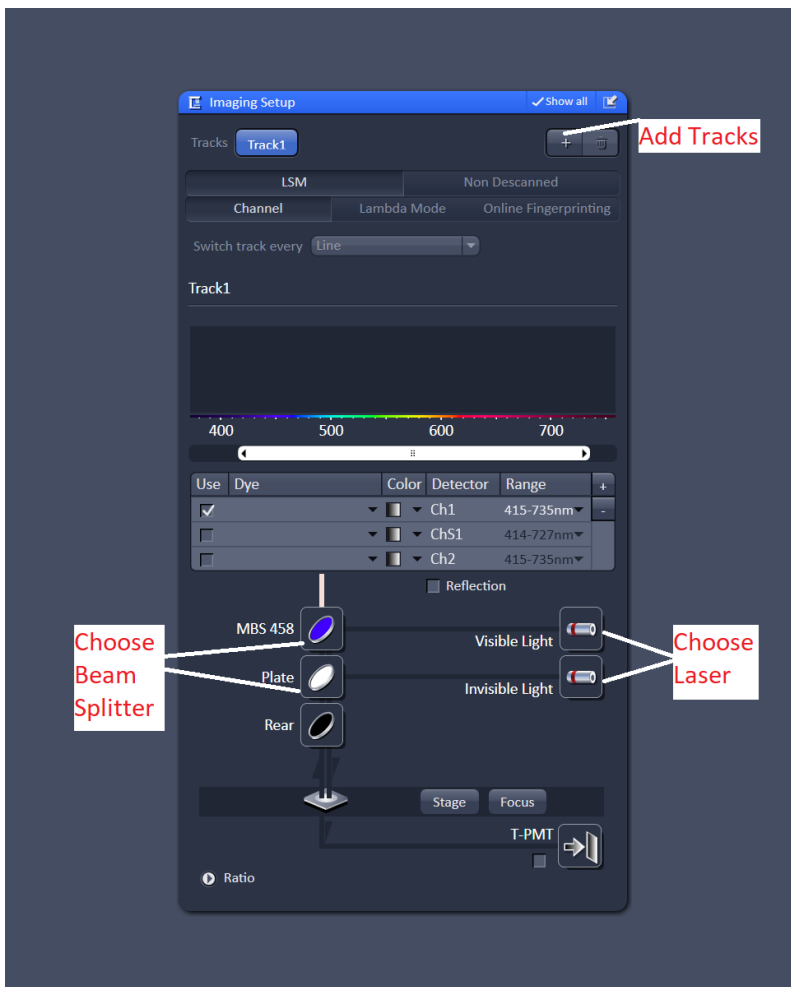 Imaging Setup Show all
Tracks Track1 + Add Tracks
LSM Non Descanned
Channel Lambda Mode Online Fingerprinting
Switch track every Line
Track1
400 500 600 700
Use Dye Color Detector Range +
Ch1 415-735nm -
ChS1 414-727nm
Ch2 415-735nm
Reflection
MBS 458
Visible Light
Choose
Beam
Splitter
Choose
Laser
Plate
Invisible Light
Rear
Stage Focus
T-PMT
Ratio